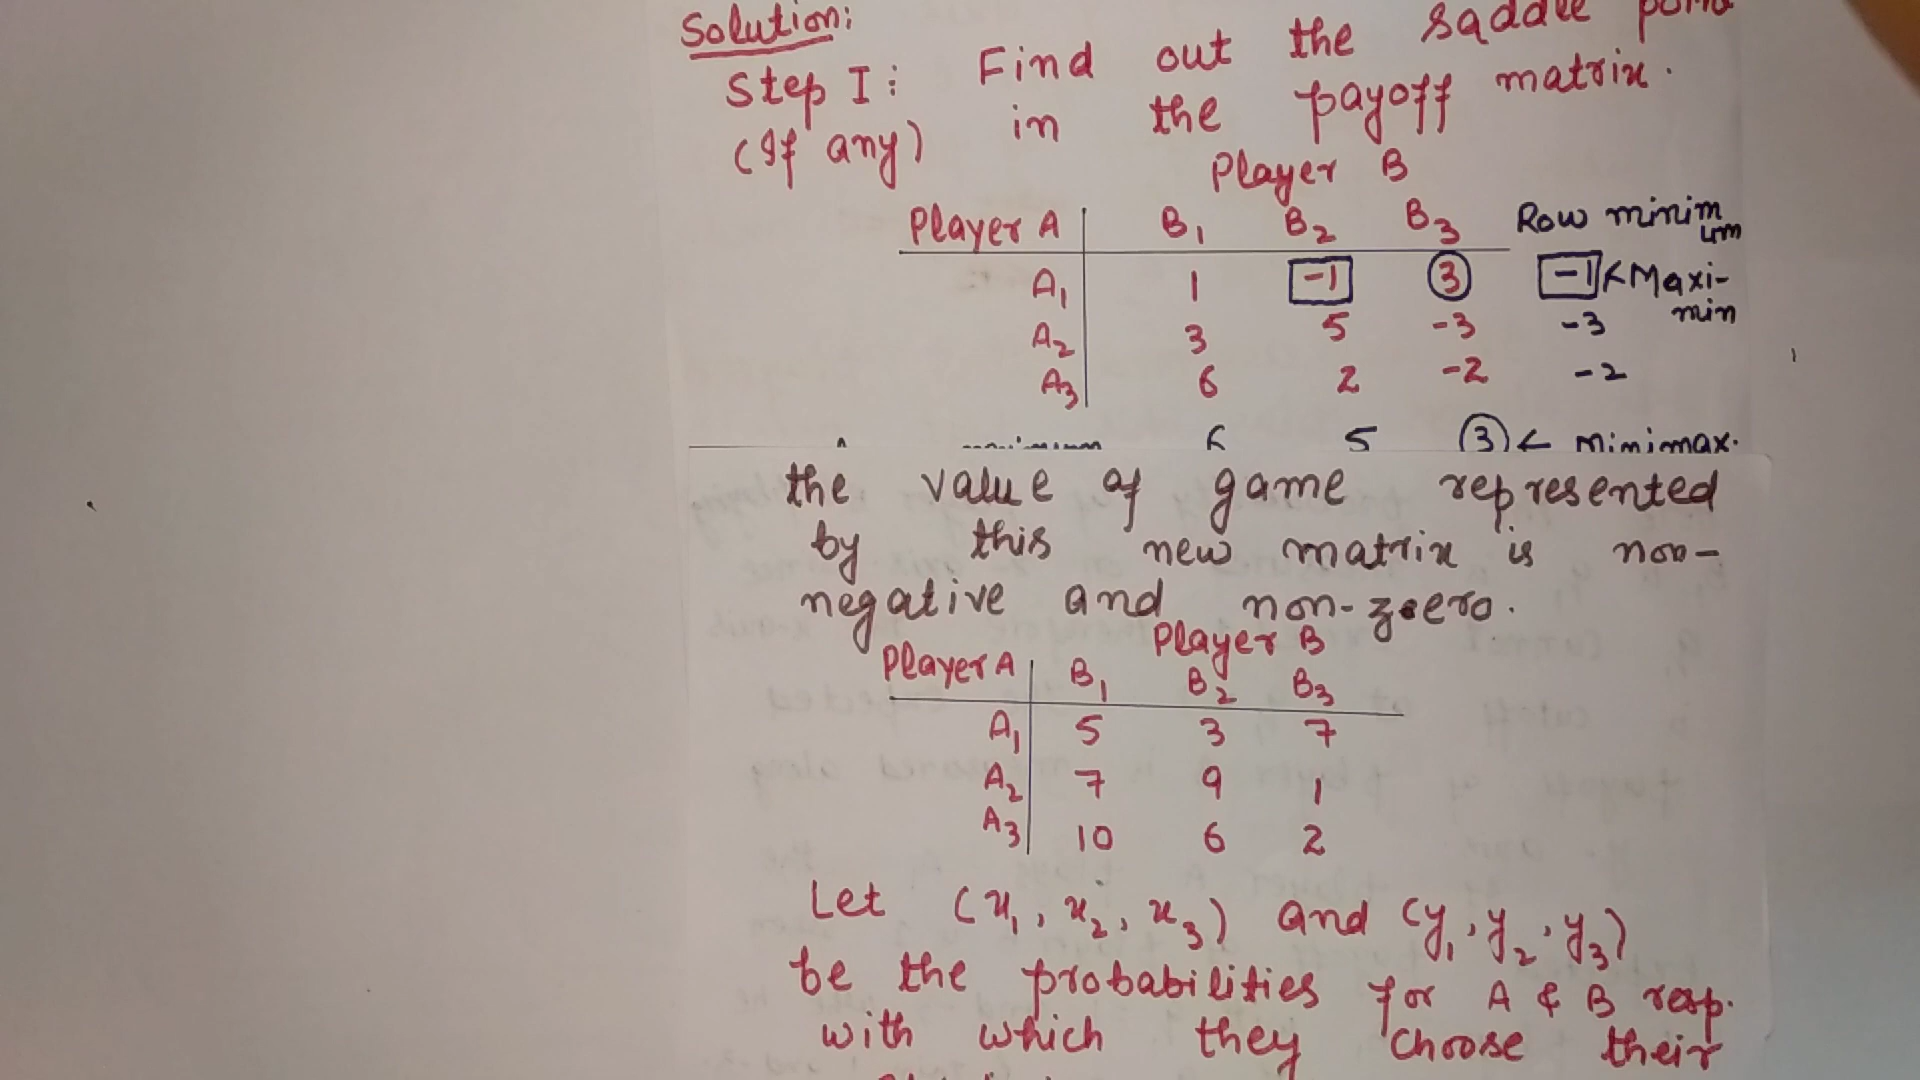 Solution:
Step I: Find out the saddle
(If any) in the payoff matrix.
Player B
Player A B1 B2 B3 Row minimum
A1 1 -1 3 -1 < Maximin
A2 3 5 -3 -3
A3 6 2 -2 -2
6 5 3 ← minimax.
the value of game represented
by this new matrix is non-
negative and non-zero.
Player B
Player A B1 B2 B3
A1 5 3 7
A2 7 9 1
A3 10 6 2
Let (x1, x2, x3) and (y1, y2, y3)
be the probabilities for A & B resp.
with which they choose their